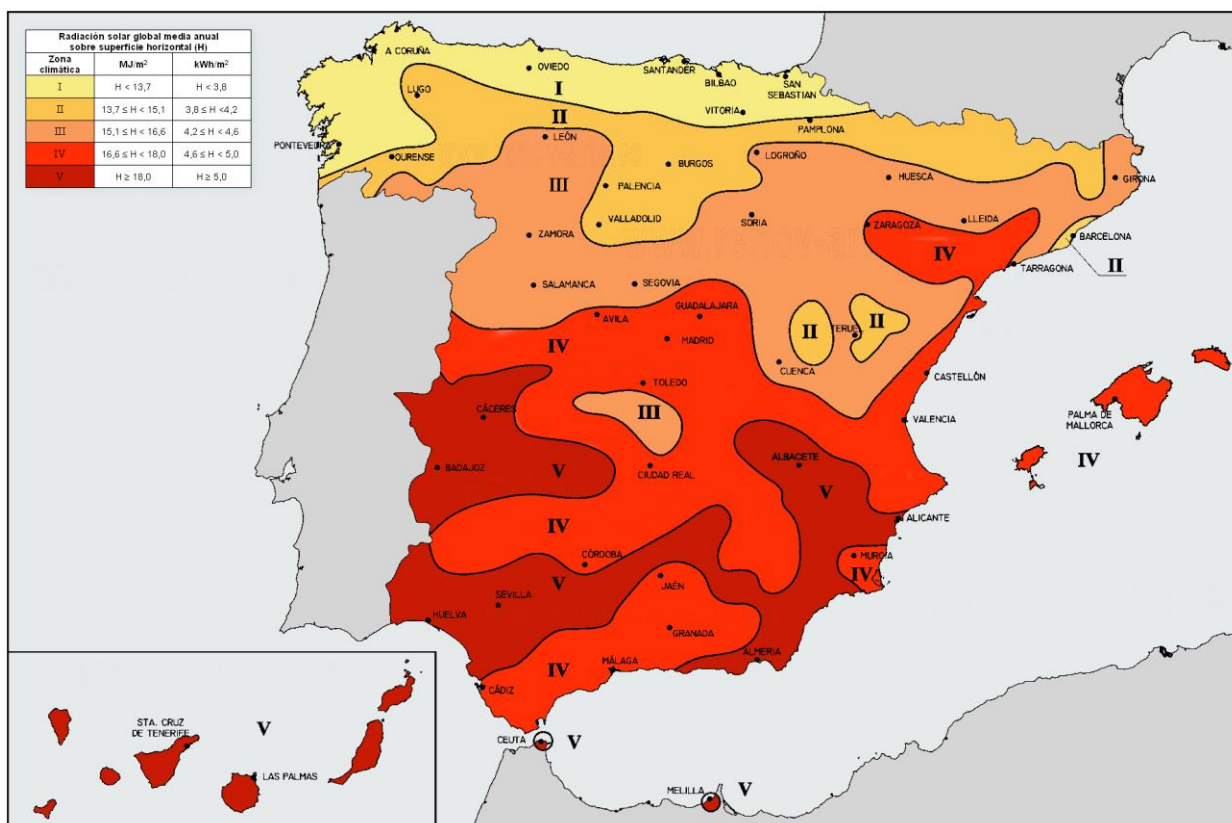 Radiación solar global media anual
sobre superficie horizontal (H)
Zona climática MJ/m² kWh/m²
I H < 13,7 H < 3,8
II 13,7 ≤ H < 15,1 3,8 ≤ H <4,2
III 15,1 ≤ H < 16,6 4,2 ≤ H < 4,6
IV 16,6 ≤ H < 18,0 4,6 ≤ H < 5,0
V H ≥ 18,0 H ≥ 5,0
A CORUÑA
OVIEDO
SANTANDER
BILBAO
SAN
SEBASTIAN
I
LUGO
VITORIA
II
PAMPLONA
LEÓN
PONTEVEDRA
OURENSE
BURGOS
LOGROÑO
III
PALENCIA
HUESCA
GIRONA
VALLADOLID
SORIA
ZARAGOZA
LLEIDA
ZAMORA
BARCELONA
IV
II
TARRAGONA
SALAMANCA
SEGOVIA
GUADALAJARA
AVILA
II
TERUEL
II
IV
MADRID
CUENCA
CASTELLÓN
TOLEDO
CÁCERES
III
VALENCIA
PALMA DE
MALLORCA
IV
BADAJOZ
V
CIUDAD REAL
ALBACETE
V
IV
ALICANTE
CÓRDOBA
MURCIA
IV
V
JAÉN
SEVILLA
HUELVA
GRANADA
ALMERIA
MÁLAGA
IV
CÁDIZ
CEUTA
V
MELILLA
V
STA. CRUZ
DE TENERIFE
V
LAS PALMAS